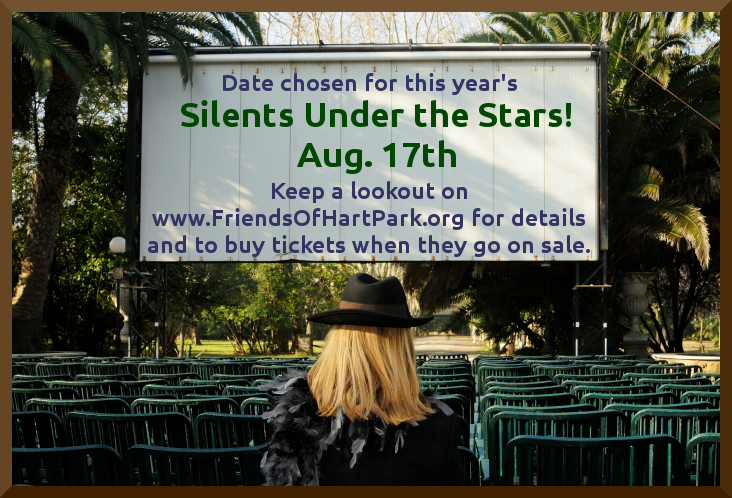 Date chosen for this year's
Silents Under the Stars!
Aug. 17th
Keep a lookout on
www.FriendsOfHartPark.org for details
and to buy tickets when they go on sale.